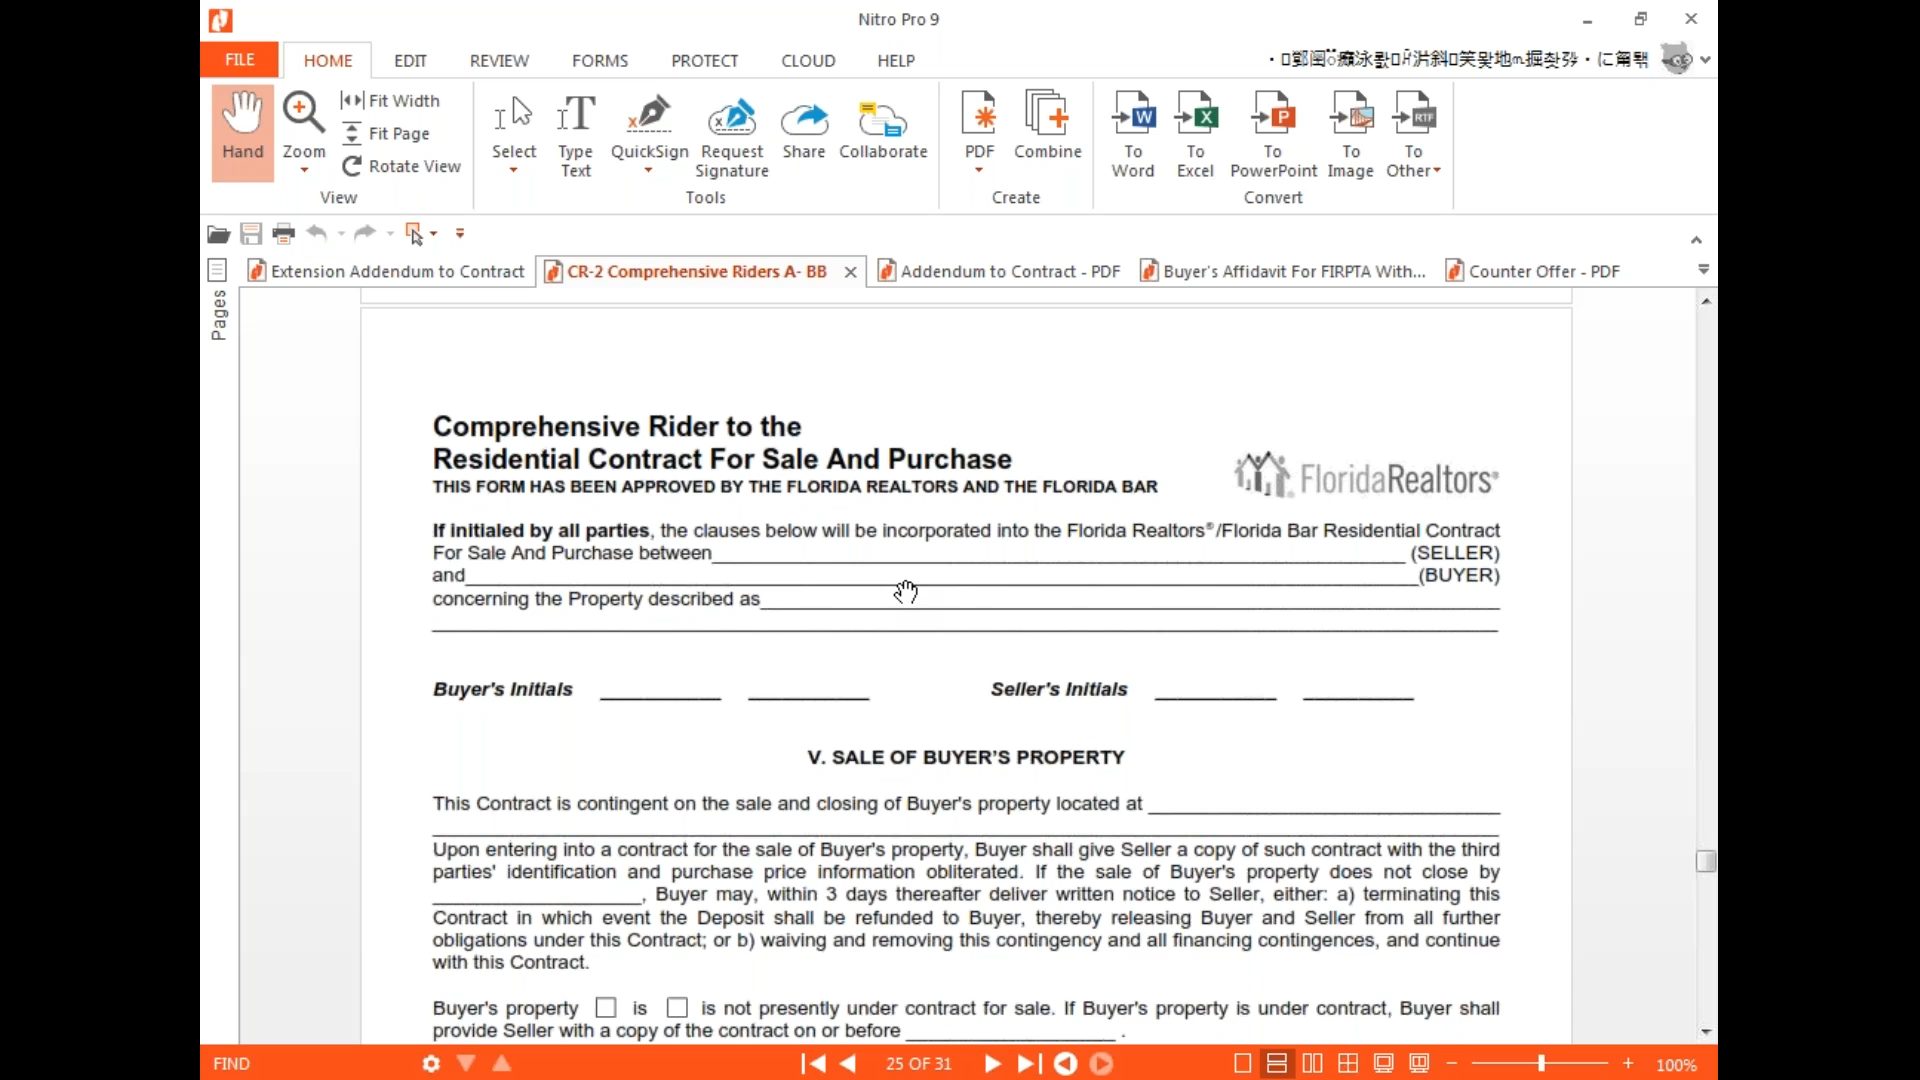 Nitro Pro 9
FILE HOME EDIT REVIEW FORMS PROTECT CLOUD HELP
Hand
Zoom
Fit Width
Fit Page
Rotate View
View
Select
Type Text
QuickSign
Request Signature
Share
Collaborate
Tools
PDF
Combine
Create
To Word
To Excel
To PowerPoint
To Image
To Other
Convert
Extension Addendum to Contract
CR-2 Comprehensive Riders A- BB
Addendum to Contract - PDF
Buyer's Affidavit For FIRPTA With...
Counter Offer - PDF
Pages
Comprehensive Rider to the
Residential Contract For Sale And Purchase
THIS FORM HAS BEEN APPROVED BY THE FLORIDA REALTORS AND THE FLORIDA BAR
FloridaRealtors®
If initialed by all parties, the clauses below will be incorporated into the Florida Realtors®/Florida Bar Residential Contract
For Sale And Purchase between (SELLER)
and (BUYER)
concerning the Property described as
Buyer's Initials Seller's Initials
V. SALE OF BUYER'S PROPERTY
This Contract is contingent on the sale and closing of Buyer's property located at
Upon entering into a contract for the sale of Buyer's property, Buyer shall give Seller a copy of such contract with the third
parties' identification and purchase price information obliterated. If the sale of Buyer's property does not close by
, Buyer may, within 3 days thereafter deliver written notice to Seller, either: a) terminating this
Contract in which event the Deposit shall be refunded to Buyer, thereby releasing Buyer and Seller from all further
obligations under this Contract; or b) waiving and removing this contingency and all financing contingences, and continue
with this Contract.
Buyer's property is is not presently under contract for sale. If Buyer's property is under contract, Buyer shall
provide Seller with a copy of the contract on or before .
FIND
25 OF 31
100%